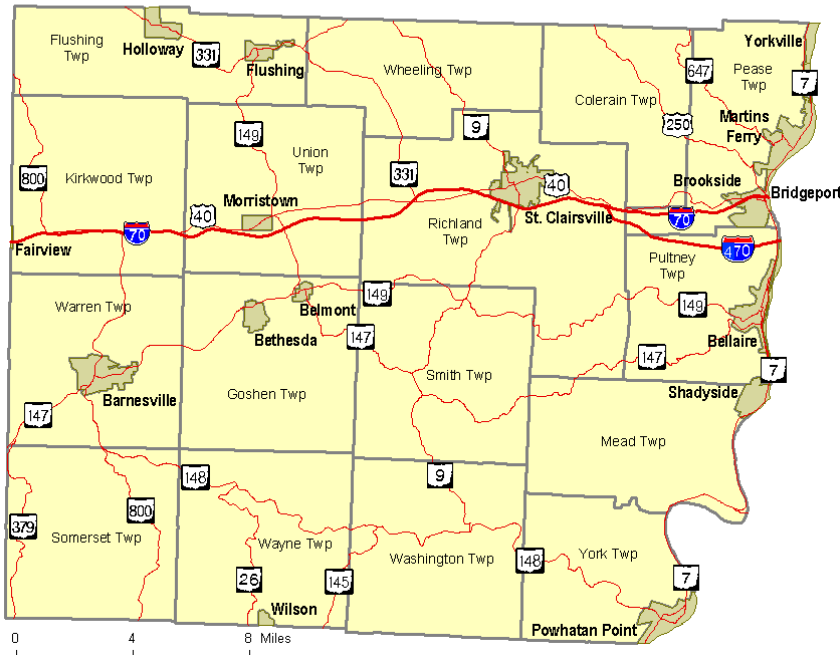 Yorkville
Flushing
Twp
Holloway
331
Flushing
Wheeling Twp
647
Pease
Twp
7
Colerain Twp
Martins
Ferry
149
9
250
Union
Twp
800
Kirkwood Twp
331
40
Brookside
Morristown
40
Bridgeport
St. Clairsville
Richland
Twp
70
70
470
Fairview
Pultney
Twp
Warren Twp
149
149
Belmont
Bethesda
147
147
Bellaire
7
Smith Twp
Goshen Twp
Shadyside
Barnesville
147
Mead Twp
148
9
800
379
Somerset Twp
Wayne Twp
Washington Twp
148
York Twp
26
145
7
Wilson
Powhatan Point
0 4 8 Miles